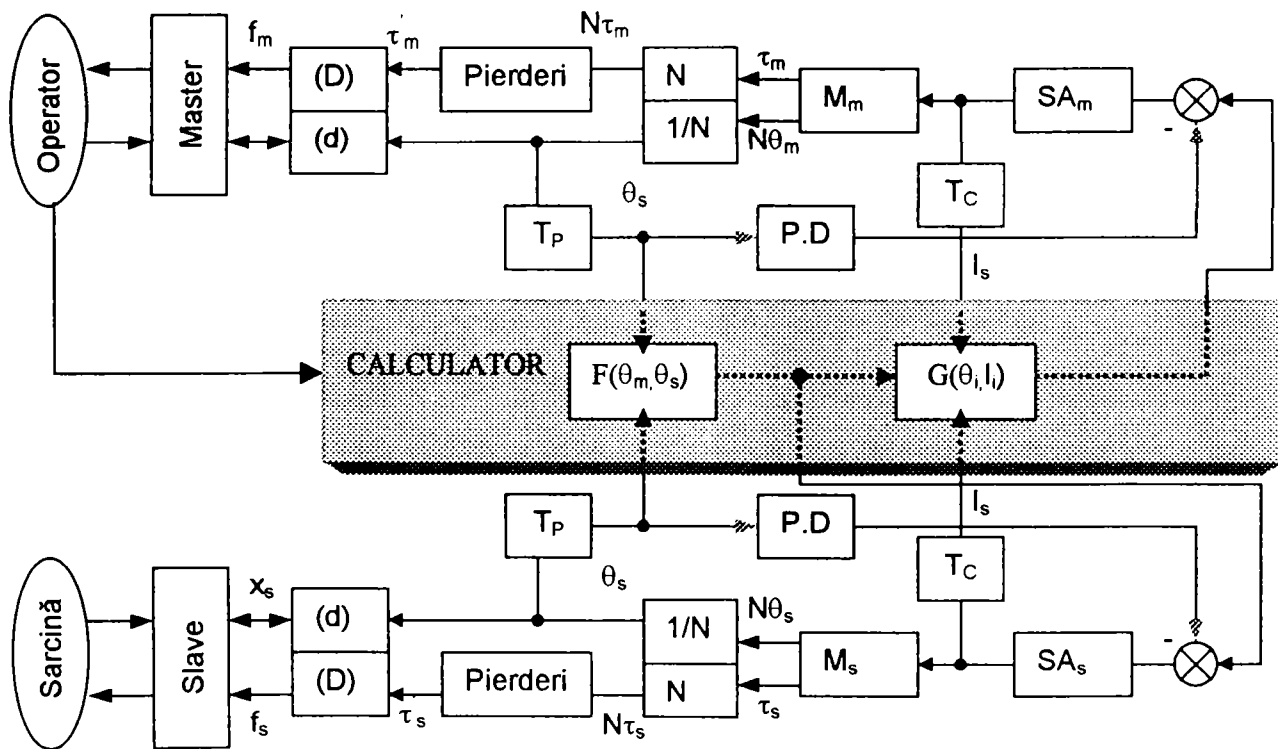 Operator
Master
f_m
(D)
(d)
τ'_m
Pierderi
Nτ_m
N
1/N
τ_m
Nθ_m
M_m
SA_m
-
θ_s
T_P
P.D
T_C
I_s
CALCULATOR
F(θ_m,θ_s)
G(θ_i,I_i)
I_s
T_P
P.D
T_C
θ_s
Sarcină
Slave
x_s
(d)
(D)
f_s
τ_s
Pierderi
Nτ_s
1/N
N
Nθ_s
τ_s
M_s
SA_s
-